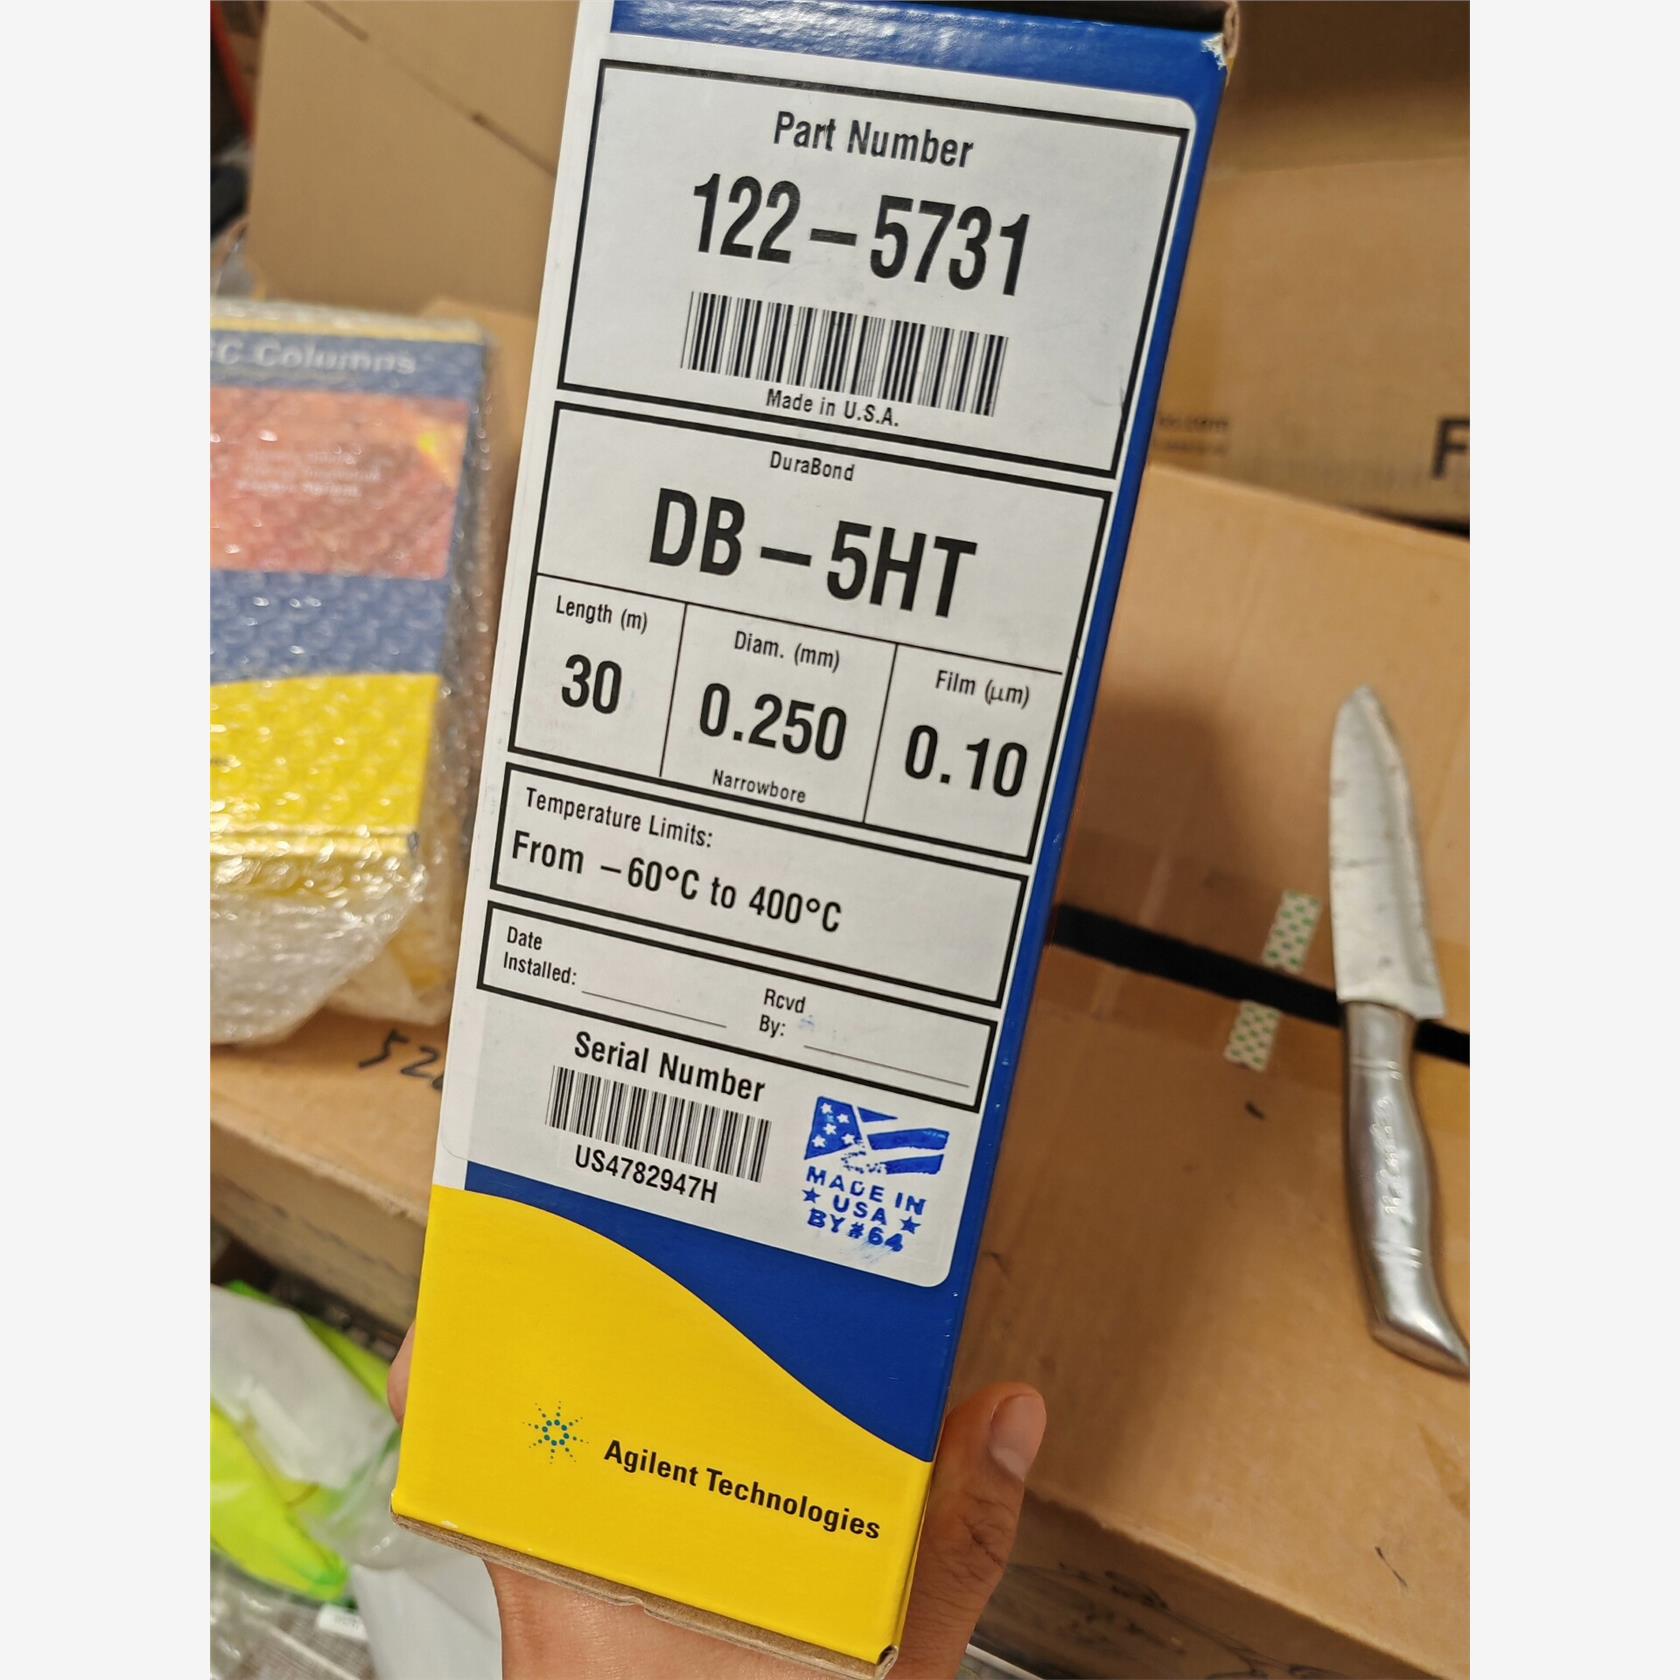 Part Number
122-5731
Made in U.S.A.
DuraBond
DB-5HT
Length (m)
30
Diam. (mm)
0.250
Narrowbore
Film (μm)
0.10
Temperature Limits:
From -60°C to 400°C
Date
Installed:
Rcvd
By:
Serial Number
US4782947H
MADE IN
★ USA ★
BY #64
Agilent Technologies
GC Columns
F